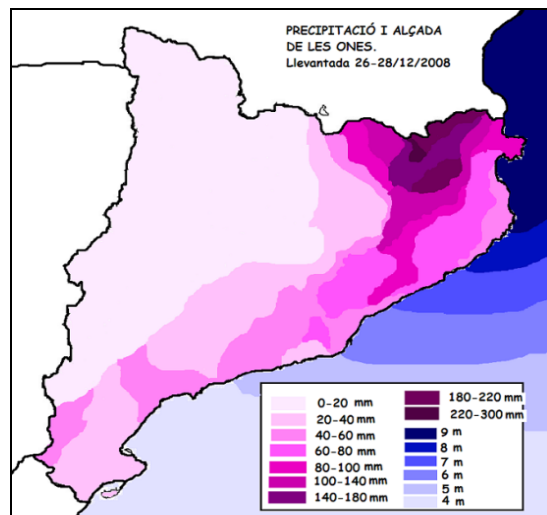 PRECIPITACIÓ I ALÇADA
DE LES ONES.
Llevantada 26-28/12/2008
0-20 mm
20-40 mm
40-60 mm
60-80 mm
80-100 mm
100-140 mm
140-180 mm
180-220 mm
220-300 mm
9 m
8 m
7 m
6 m
5 m
4 m